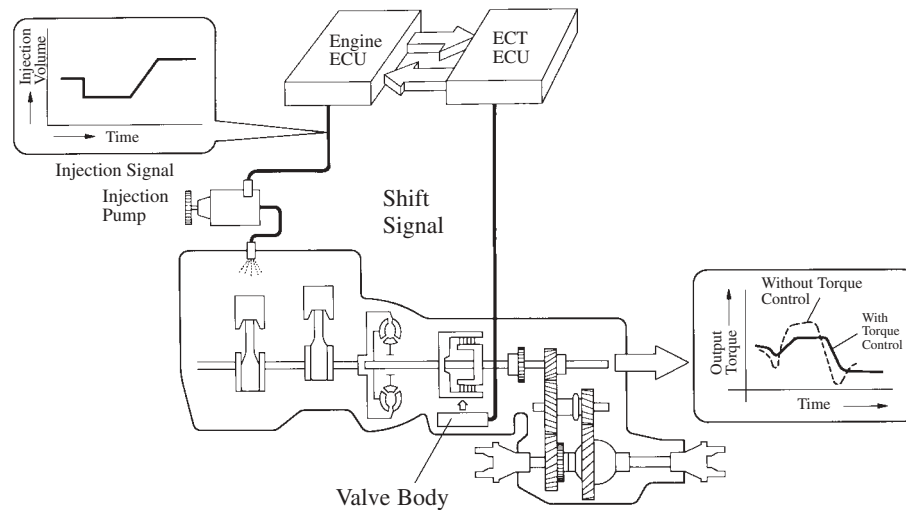 Injection
Volume
Time
Injection Signal
Engine
ECU
ECT
ECU
Injection
Pump
Shift
Signal
Valve Body
Without Torque
Control
With
Torque
Control
Output
Torque
Time